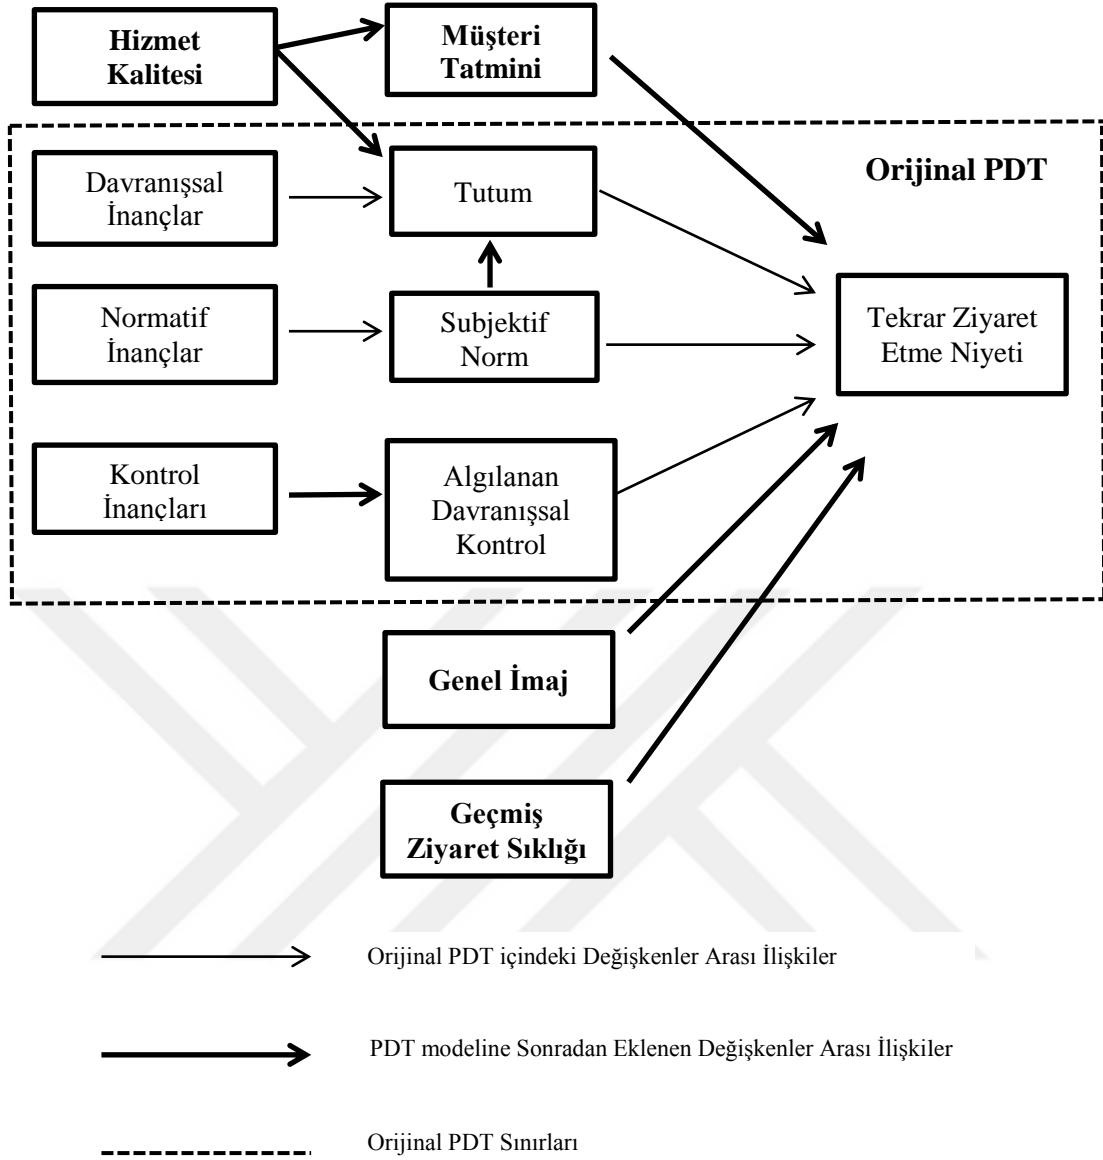 Hizmet
Kalitesi
Müşteri
Tatmini
Orijinal PDT
Davranışsal
İnançlar
Tutum
Normatif
İnançlar
Subjektif
Norm
Tekrar Ziyaret
Etme Niyeti
Kontrol
İnançları
Algılanan
Davranışsal
Kontrol
Genel İmaj
Geçmiş
Ziyaret Sıklığı
Orijinal PDT içindeki Değişkenler Arası İlişkiler
PDT modeline Sonradan Eklenen Değişkenler Arası İlişkiler
Orijinal PDT Sınırları